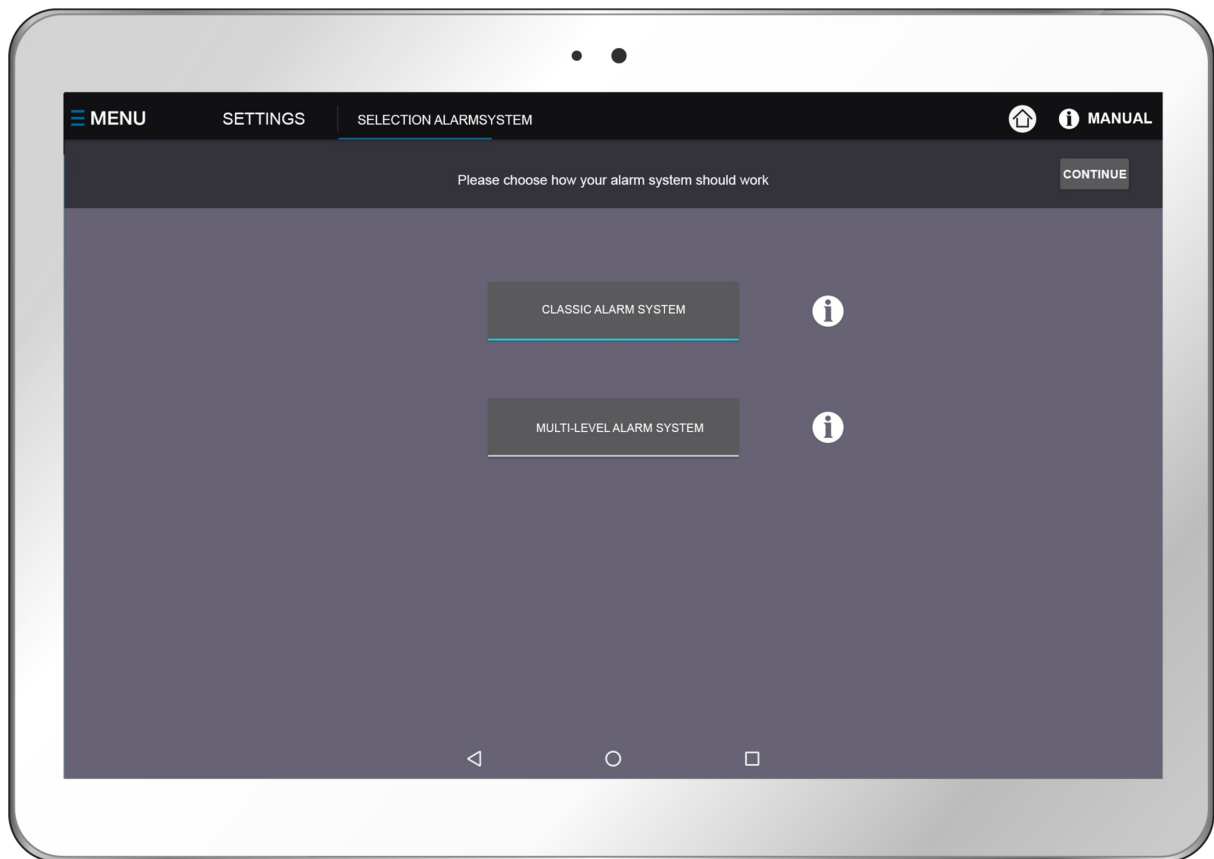 MENU SETTINGS SELECTION ALARMSYSTEM MANUAL
Please choose how your alarm system should work CONTINUE
CLASSIC ALARM SYSTEM
MULTI-LEVEL ALARM SYSTEM